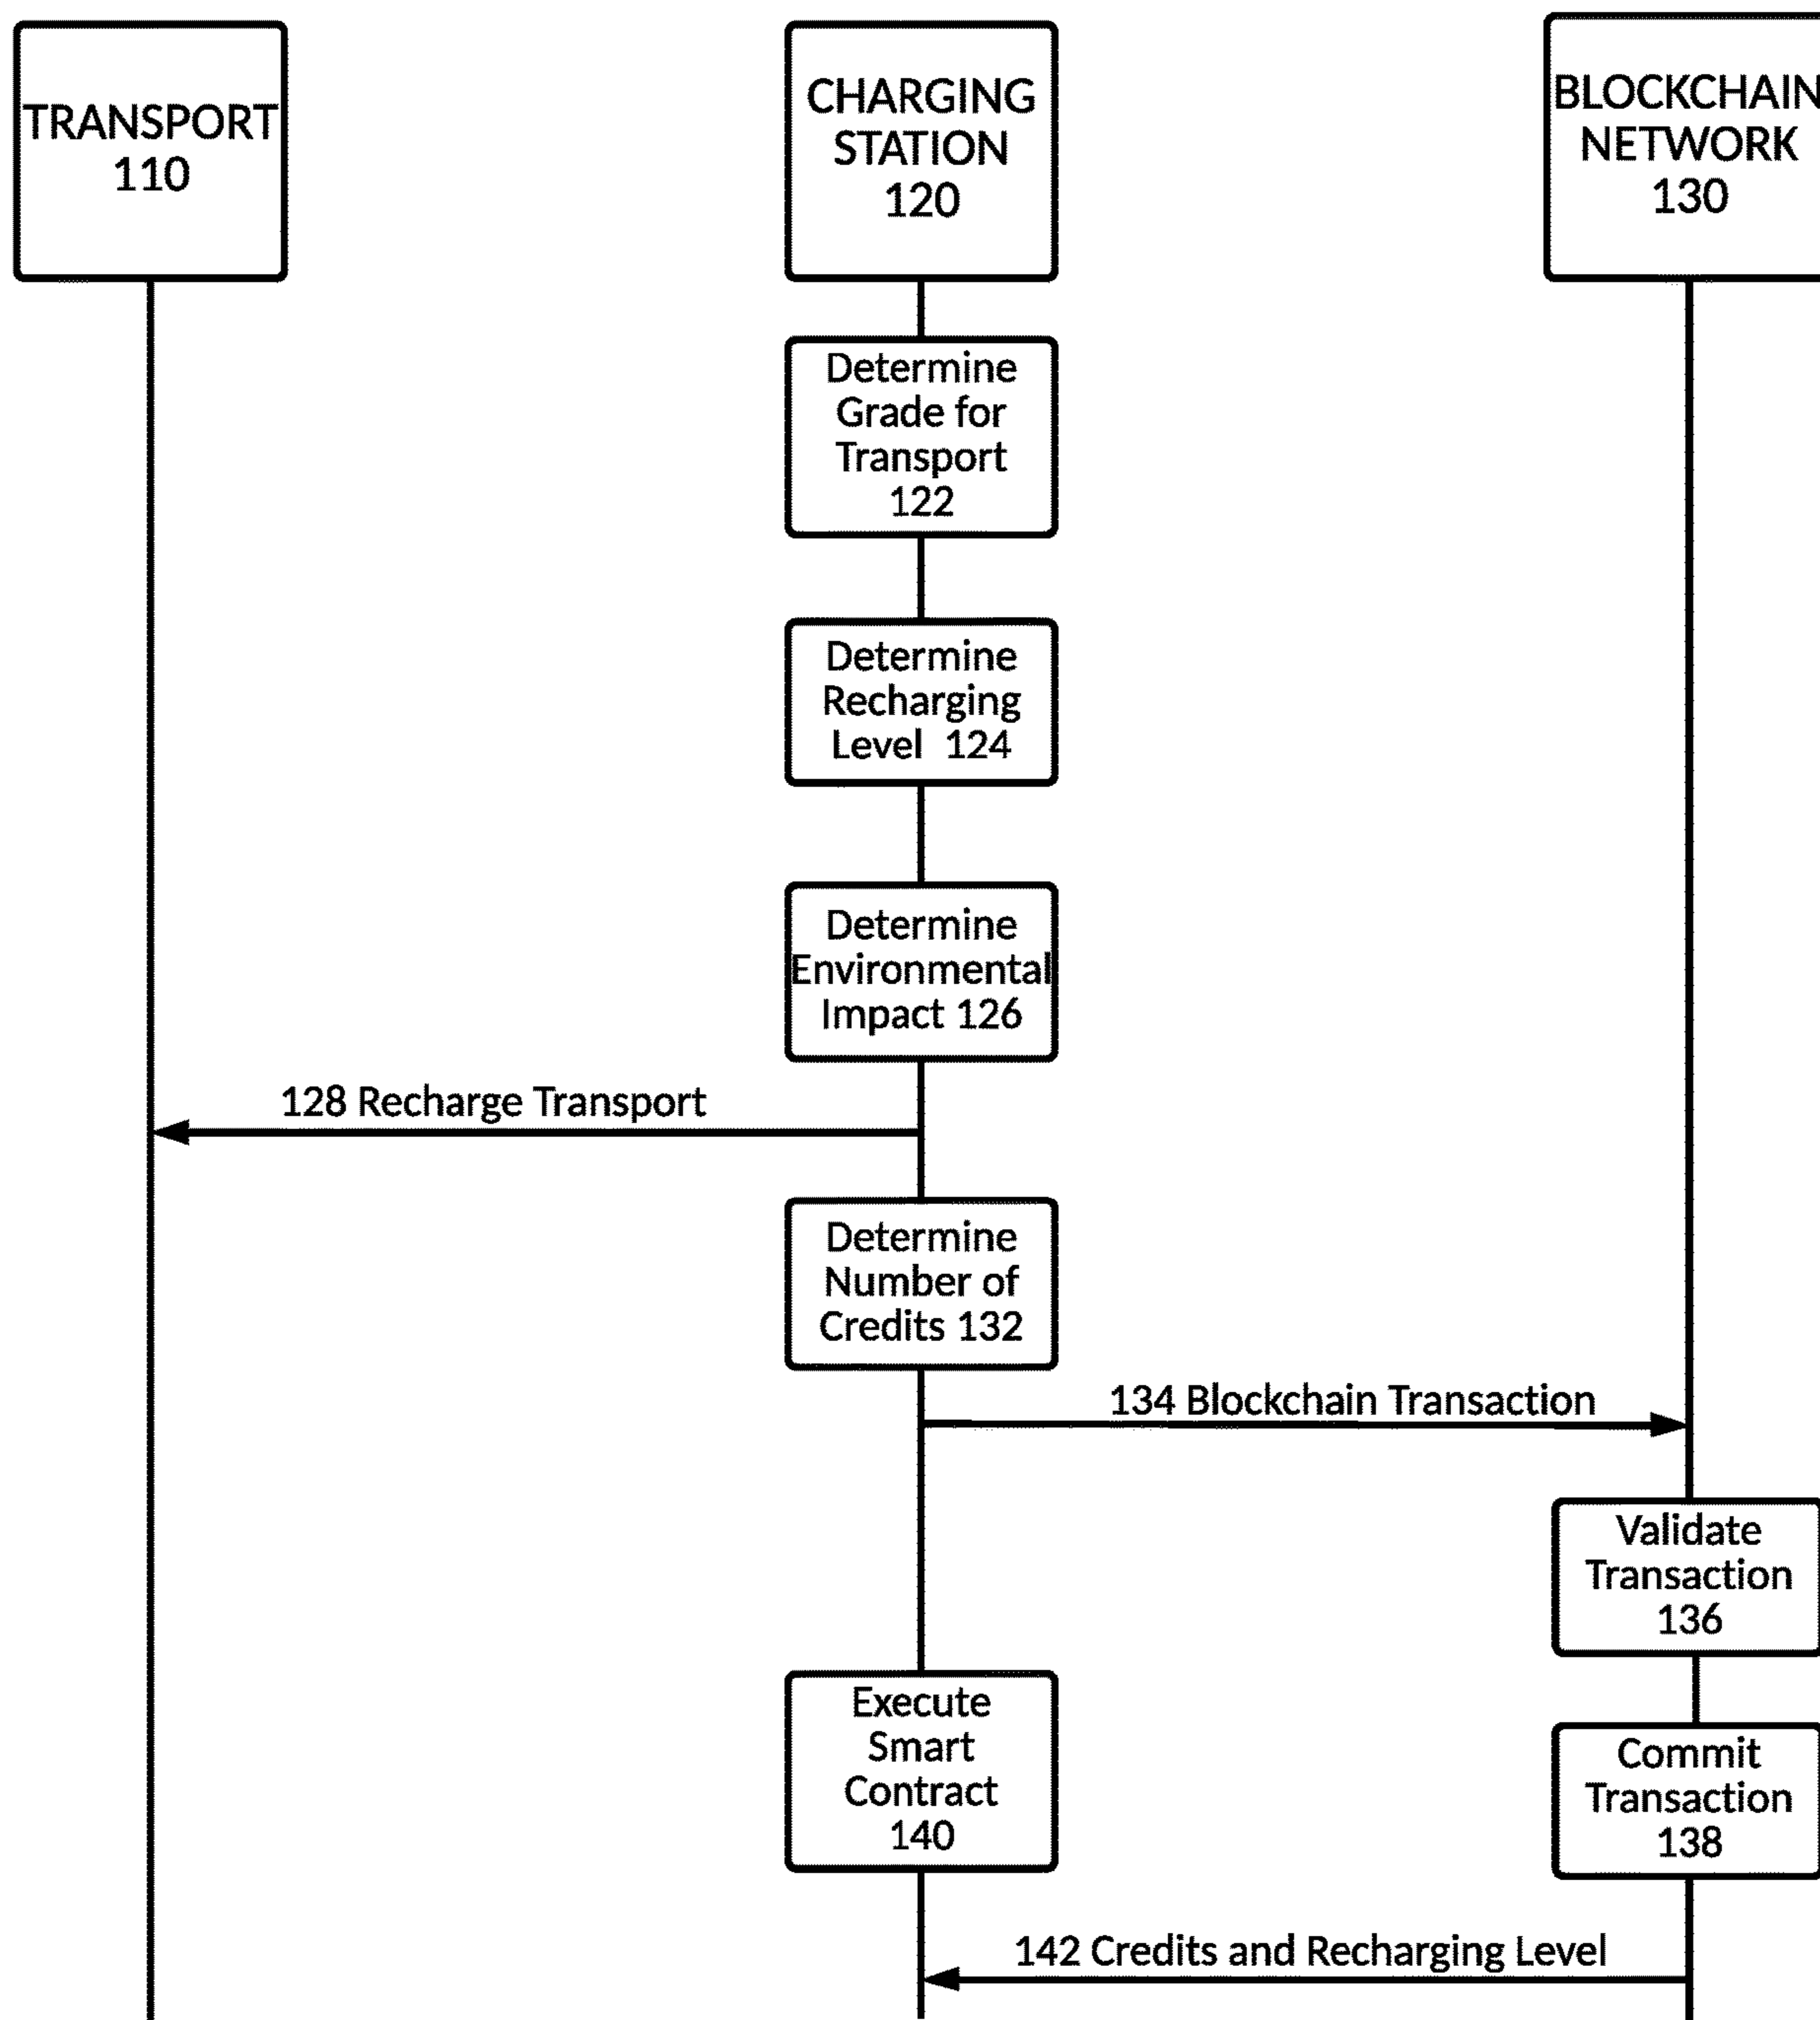 TRANSPORT
110
CHARGING
STATION
120
BLOCKCHAIN
NETWORK
130
Determine
Grade for
Transport
122
Determine
Recharging
Level 124
Determine
Environmental
Impact 126
128 Recharge Transport
Determine
Number of
Credits 132
134 Blockchain Transaction
Validate
Transaction
136
Execute
Smart
Contract
140
Commit
Transaction
138
142 Credits and Recharging Level